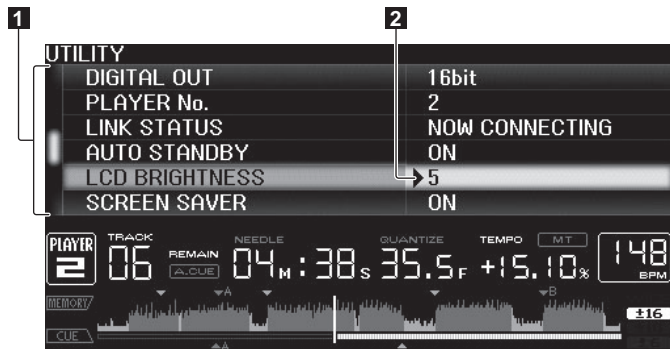 1 2
UTILITY
DIGITAL OUT 16bit
PLAYER No. 2
LINK STATUS NOW CONNECTING
AUTO STANDBY ON
LCD BRIGHTNESS 5
SCREEN SAVER ON
PLAYER 2 TRACK 06 REMAIN A.CUE NEEDLE 04M:38s QUANTIZE 35.5F TEMPO MT +15.10% 148 BPM
MEMORY A B
±16
CUE A